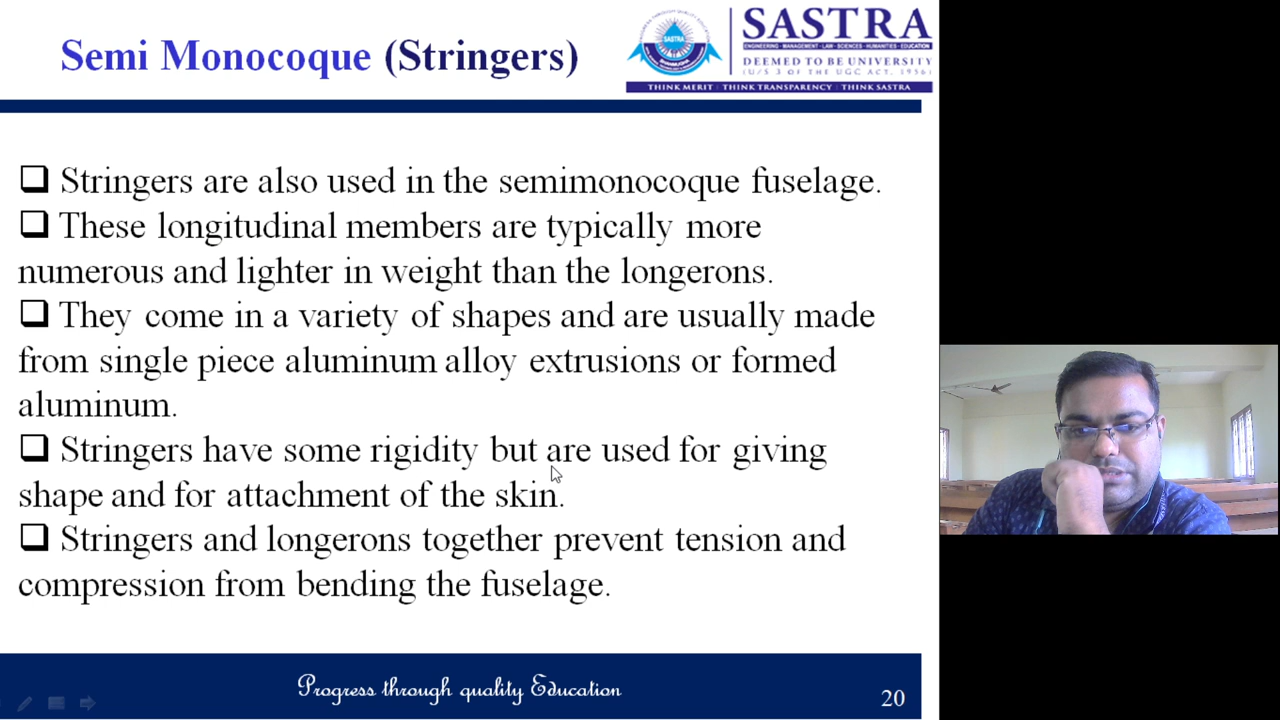 Semi Monocoque (Stringers)
SASTRA
SASTRA
ENGINEERING · MANAGEMENT · LAW · SCIENCES · HUMANITIES · EDUCATION
DEEMED TO BE UNIVERSITY
(U/S 3 OF THE UGC ACT, 1956)
THINK MERIT | THINK TRANSPARENCY | THINK SASTRA
Stringers are also used in the semimonocoque fuselage.
These longitudinal members are typically more
numerous and lighter in weight than the longerons.
They come in a variety of shapes and are usually made
from single piece aluminum alloy extrusions or formed
aluminum.
Stringers have some rigidity but are used for giving
shape and for attachment of the skin.
Stringers and longerons together prevent tension and
compression from bending the fuselage.
Progress through quality Education
20